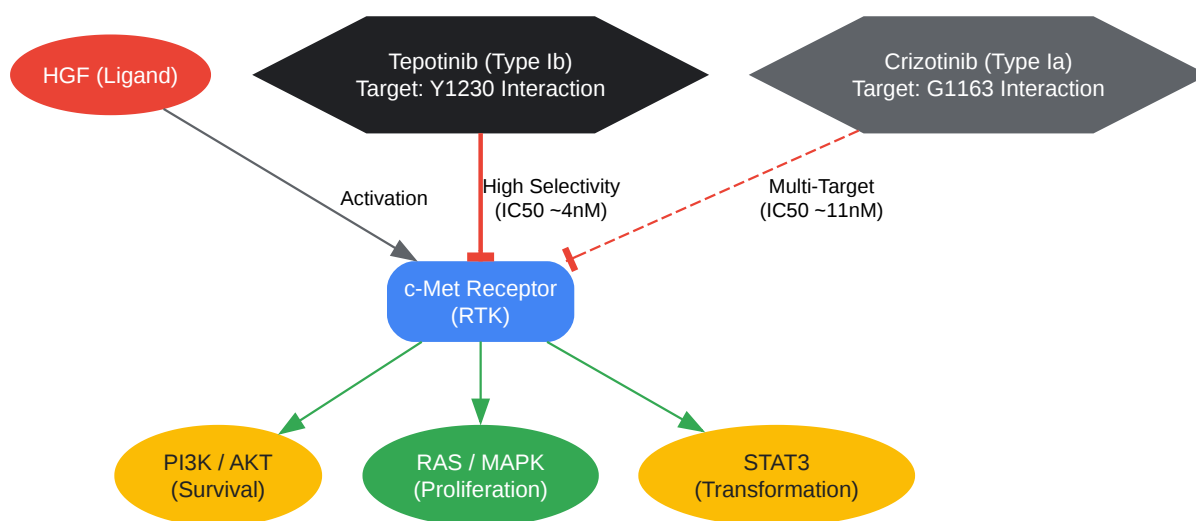 HGF (Ligand)
Tepotinib (Type Ib)
Target: Y1230 Interaction
Crizotinib (Type Ia)
Target: G1163 Interaction
Activation
High Selectivity
(IC50 ~4nM)
Multi-Target
(IC50 ~11nM)
c-Met Receptor
(RTK)
PI3K / AKT
(Survival)
RAS / MAPK
(Proliferation)
STAT3
(Transformation)